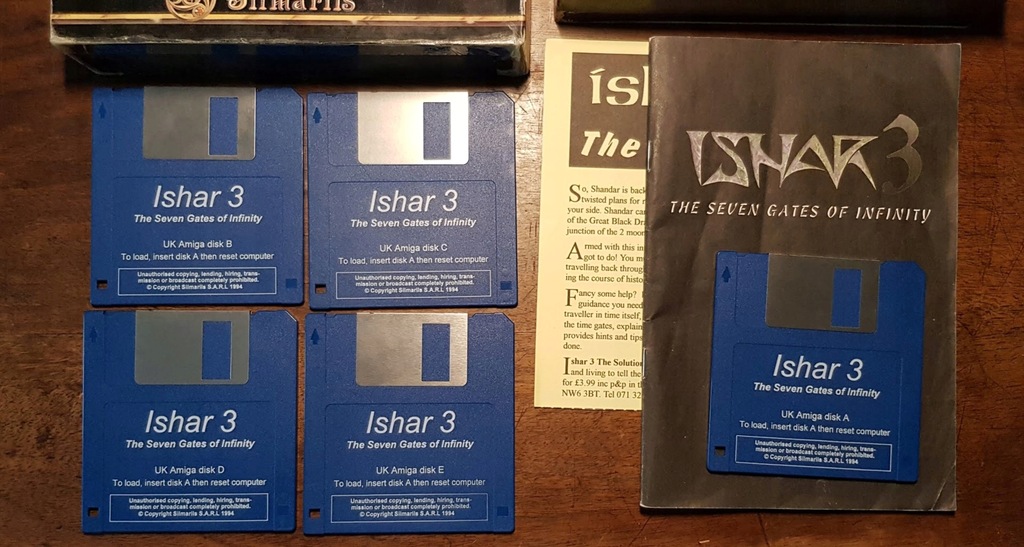 Silmarils
Ishar 3
The Seven Gates of Infinity
UK Amiga disk B
To load, insert disk A then reset computer
Unauthorised copying, lending, hiring, trans-
mission or broadcast completely prohibited.
© Copyright Silmarils S.A.R.L 1994
Ishar 3
The Seven Gates of Infinity
UK Amiga disk C
To load, insert disk A then reset computer
Unauthorised copying, lending, hiring, trans-
mission or broadcast completely prohibited.
© Copyright Silmarils S.A.R.L 1994
Ishar 3
The Seven Gates of Infinity
UK Amiga disk D
To load, insert disk A then reset computer
Unauthorised copying, lending, hiring, trans-
mission or broadcast completely prohibited.
© Copyright Silmarils S.A.R.L 1994
Ishar 3
The Seven Gates of Infinity
UK Amiga disk E
To load, insert disk A then reset computer
Unauthorised copying, lending, hiring, trans-
mission or broadcast completely prohibited.
© Copyright Silmarils S.A.R.L 1994
The
So, Shandar is back
twisted plans for
your side. Shandar
of the Great Black
junction of the 2
Armed with this
got to do! You
travelling back
ing the course of
Fancy some help?
guidance you need
traveller in time itself,
the time gates,
provides hints and tips
done.
Ishar 3 The
and living to tell the
for £3.99 inc p&p in
NW6 3BT. Tel 071
ISHAR 3
THE SEVEN GATES OF INFINITY
Ishar 3
The Seven Gates of Infinity
UK Amiga disk A
To load, insert disk A then reset computer
Unauthorised copying, lending, hiring, trans-
mission or broadcast completely prohibited.
© Copyright Silmarils S.A.R.L 1994